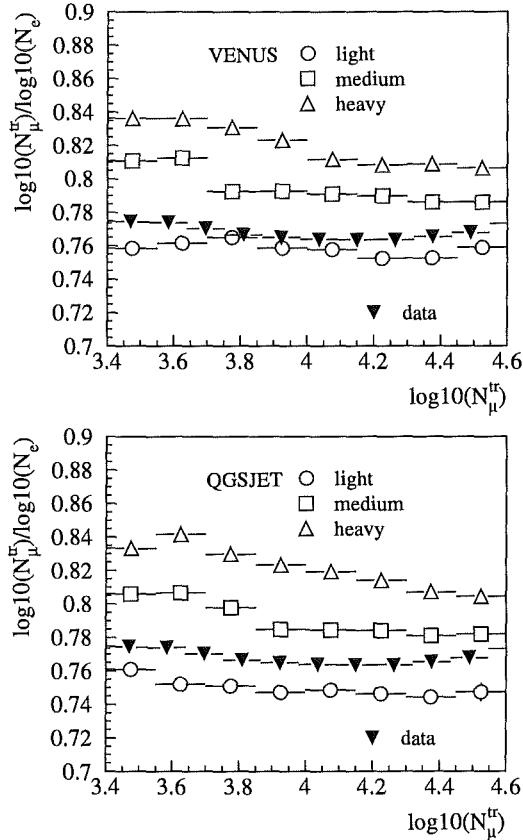 log10(N_μ^tr)/log10(N_e)
0.9
0.88
0.86
0.84
0.82
0.8
0.78
0.76
0.74
0.72
0.7
VENUS
light
medium
heavy
data
3.4 3.6 3.8 4 4.2 4.4 4.6
log10(N_μ^tr)
log10(N_μ^tr)/log10(N_e)
0.9
0.88
0.86
0.84
0.82
0.8
0.78
0.76
0.74
0.72
0.7
QGSJET
light
medium
heavy
data
3.4 3.6 3.8 4 4.2 4.4 4.6
log10(N_μ^tr)